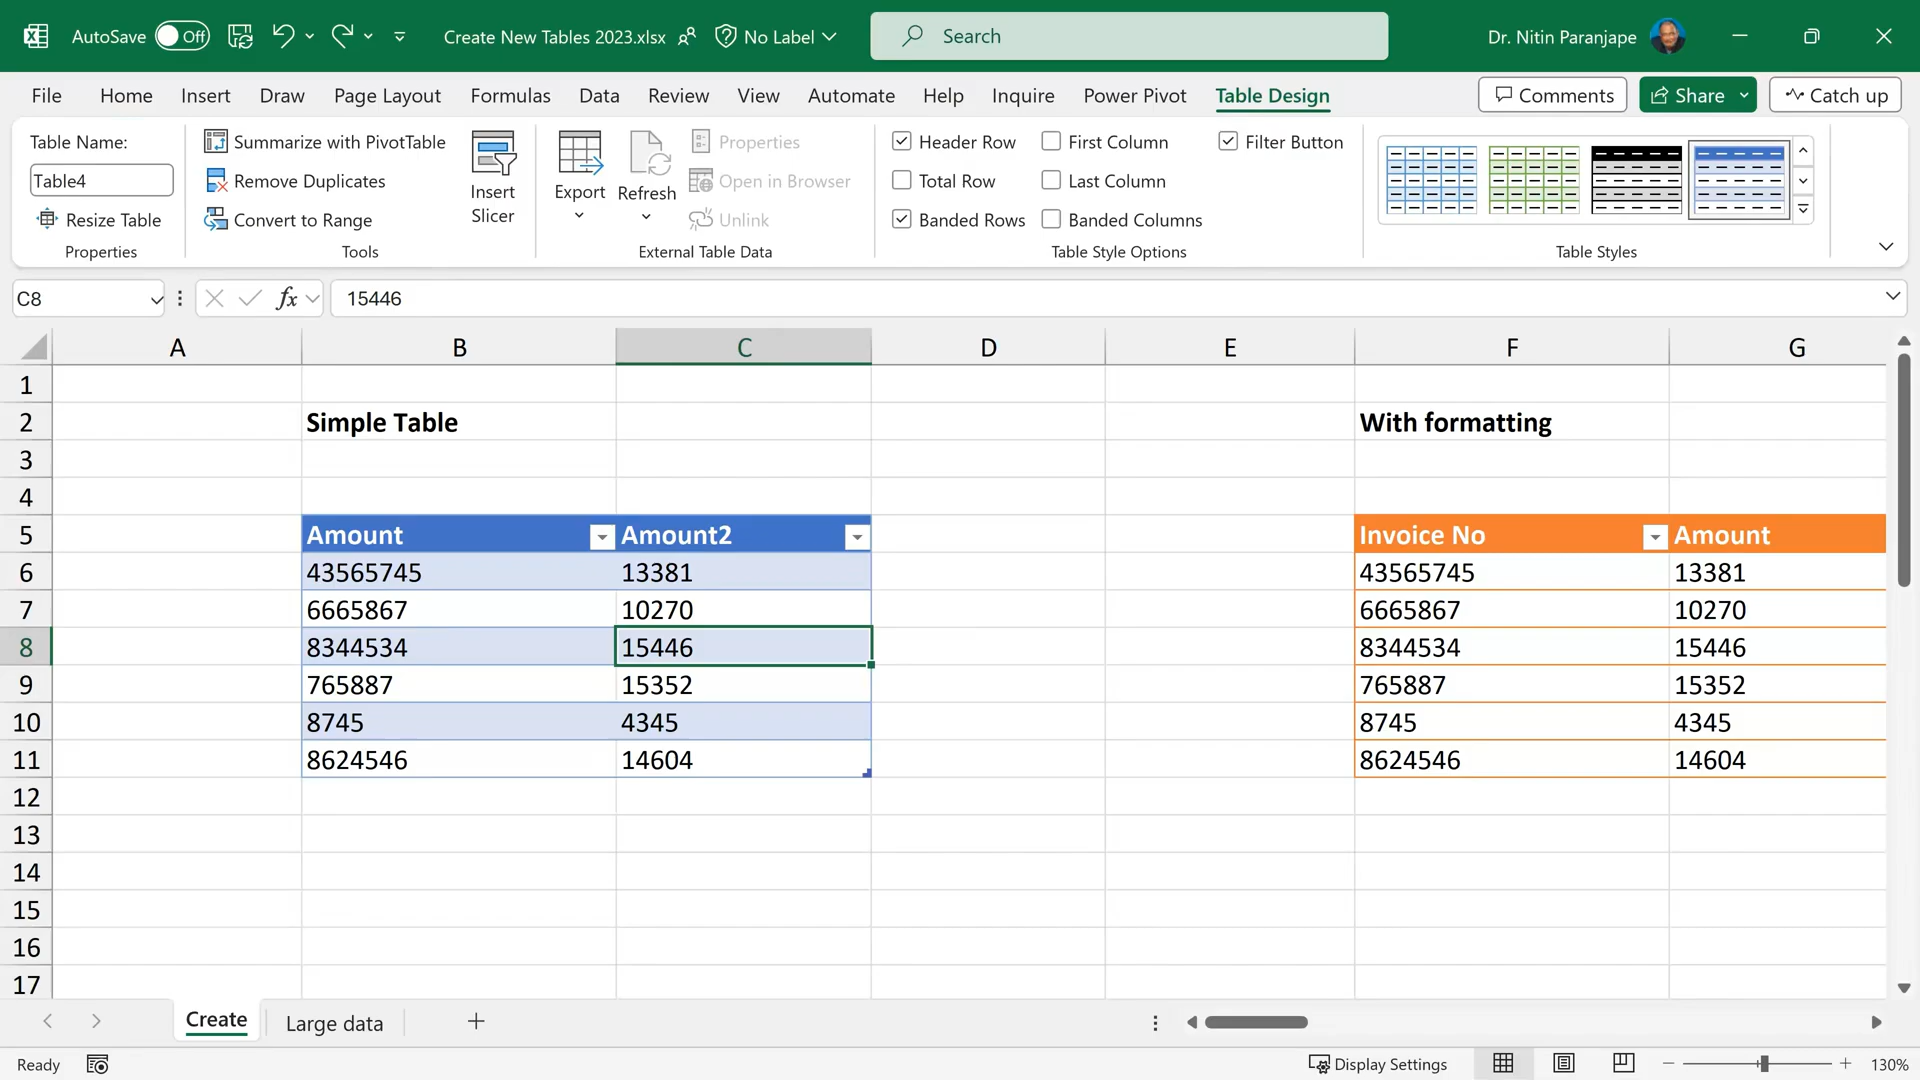 AutoSave Off Create New Tables 2023.xlsx No Label Search Dr. Nitin Paranjape
File Home Insert Draw Page Layout Formulas Data Review View Automate Help Inquire Power Pivot Table Design Comments Share Catch up
Table Name:
Table4
Resize Table
Properties
Summarize with PivotTable
Remove Duplicates
Convert to Range
Insert
Slicer
Tools
Export
Refresh
Properties
Open in Browser
Unlink
External Table Data
Header Row First Column Filter Button
Total Row Last Column
Banded Rows Banded Columns
Table Style Options
Table Styles
C8 fx 15446
A B C D E F G
1
2 Simple Table With formatting
3
4
5 Amount Amount2 Invoice No Amount
6 43565745 13381 43565745 13381
7 6665867 10270 6665867 10270
8 8344534 15446 8344534 15446
9 765887 15352 765887 15352
10 8745 4345 8745 4345
11 8624546 14604 8624546 14604
12
13
14
15
16
17
Create Large data
Ready Display Settings 130%